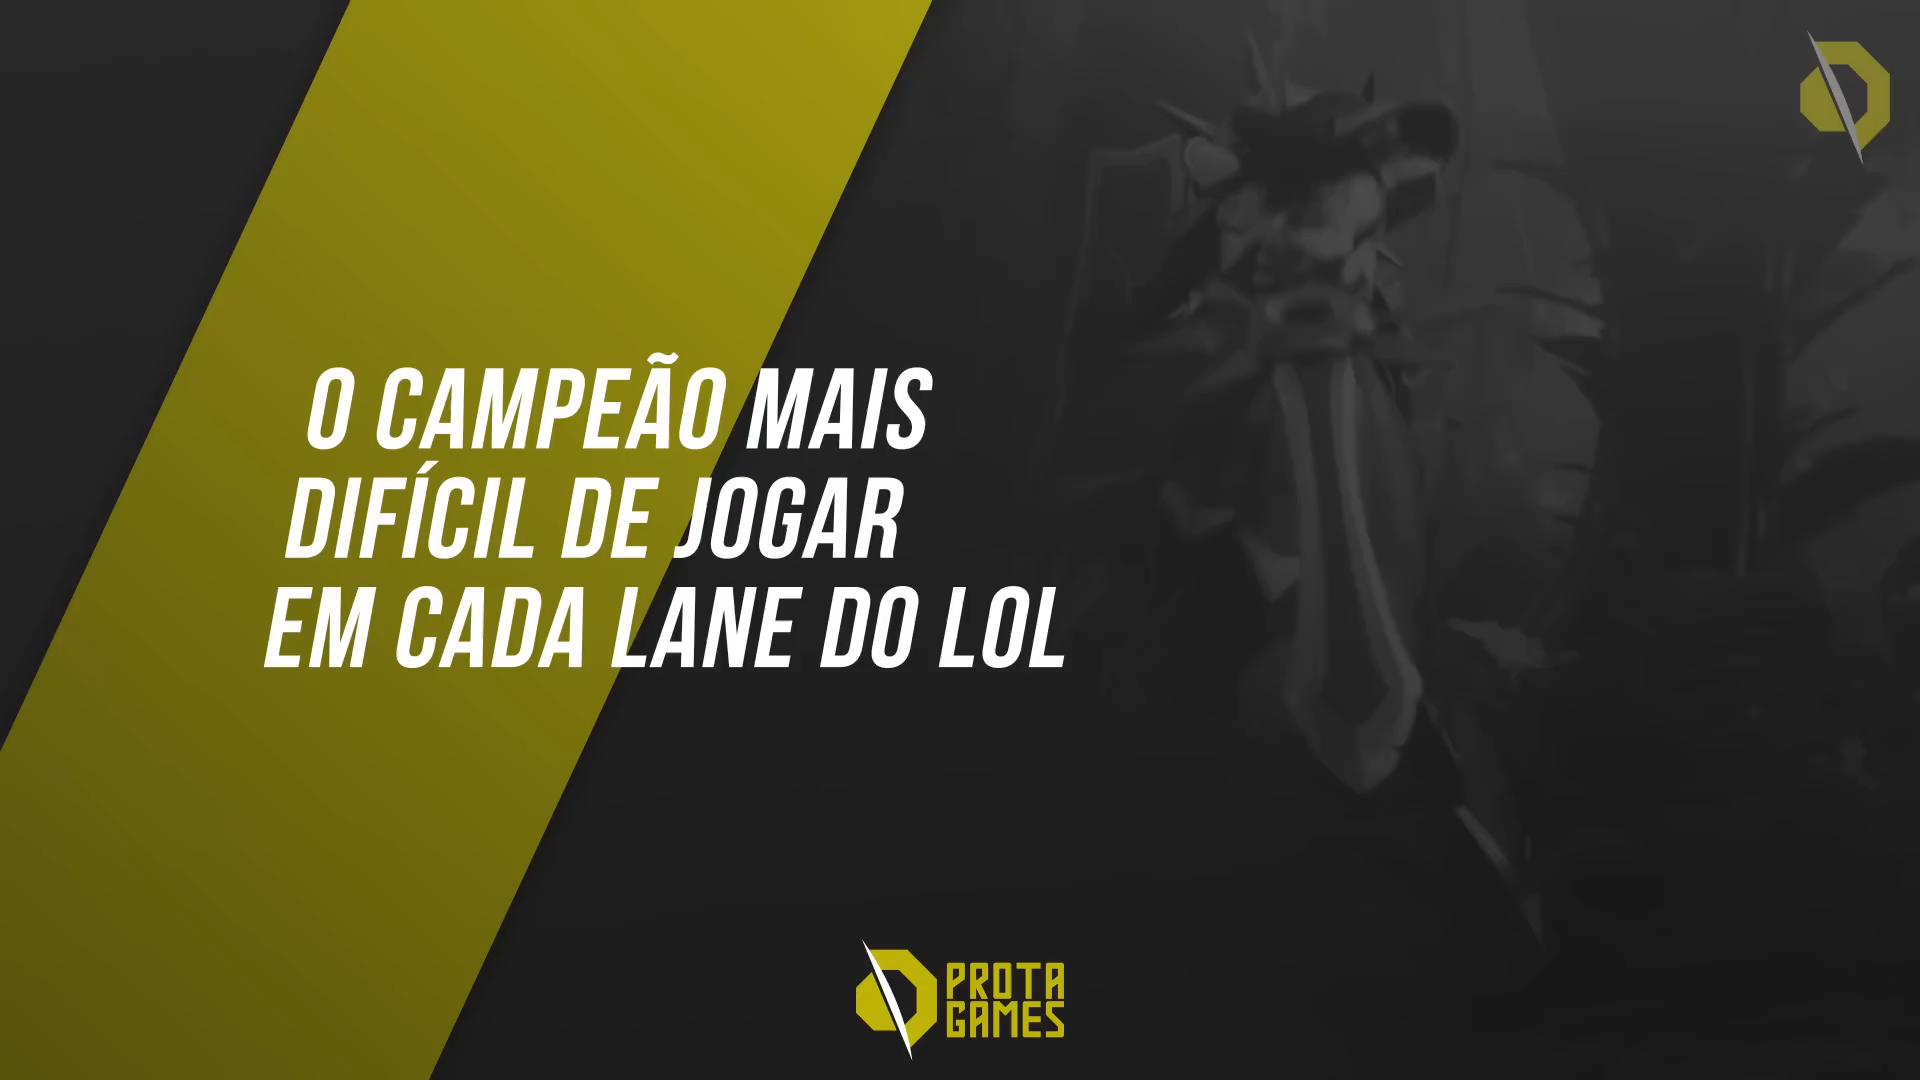 O CAMPEÃO MAIS
DIFÍCIL DE JOGAR
EM CADA LANE DO LOL
PROTA
GAMES